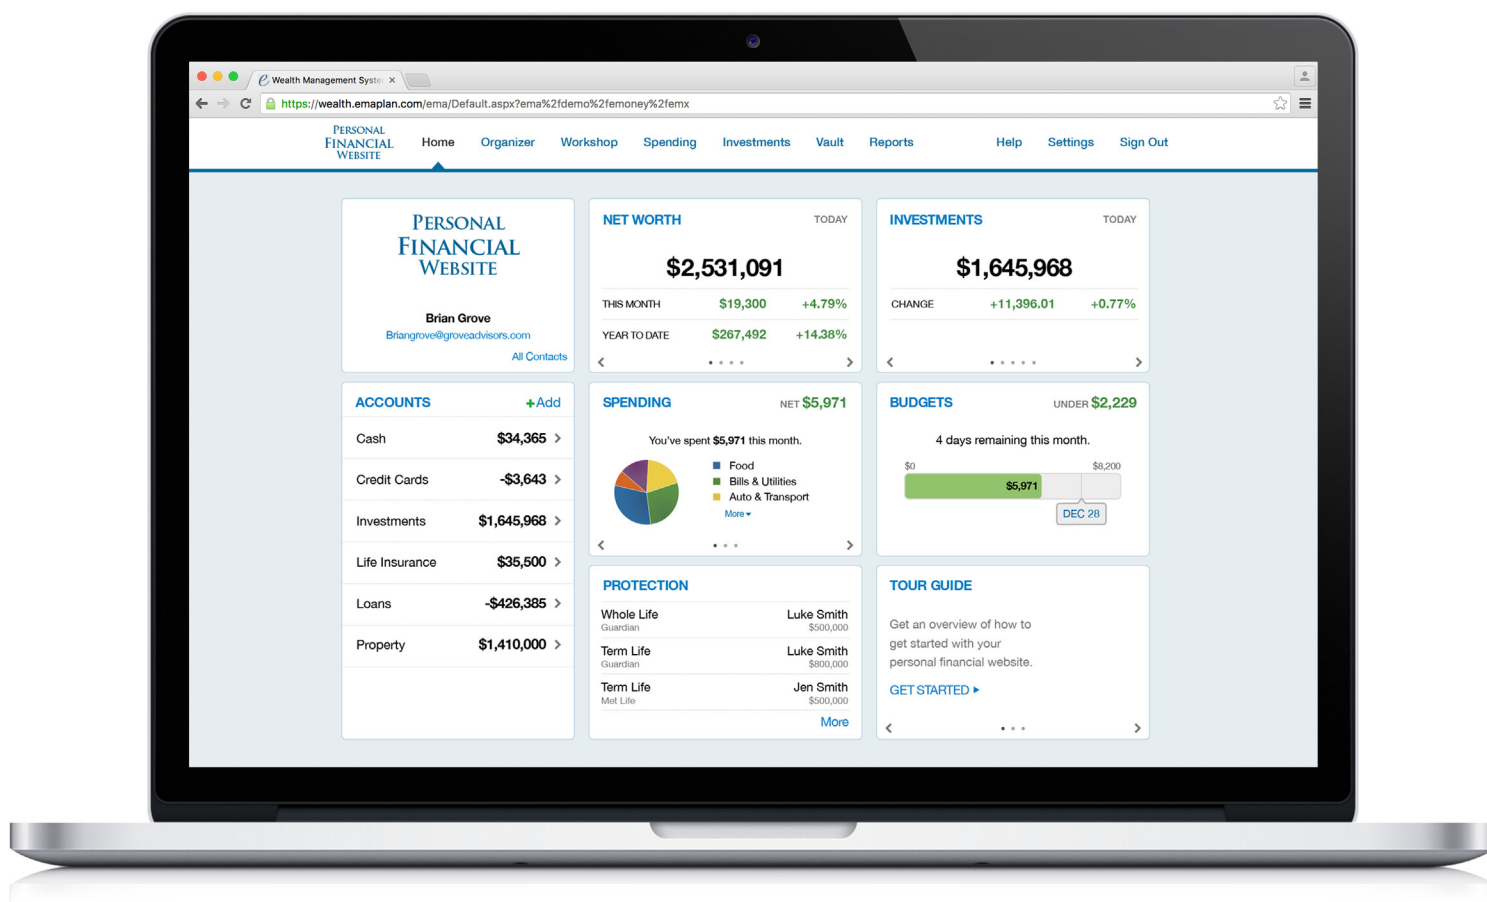 Wealth Management Syste
https://wealth.emaplan.com/ema/Default.aspx?ema%2fdemo%2femoney%2femx
PERSONAL
FINANCIAL
WEBSITE
Home Organizer Workshop Spending Investments Vault Reports Help Settings Sign Out
PERSONAL
FINANCIAL
WEBSITE
Brian Grove
Briangrove@groveadvisors.com
All Contacts
NET WORTH TODAY
$2,531,091
THIS MONTH $19,300 +4.79%
YEAR TO DATE $267,492 +14.38%
INVESTMENTS TODAY
$1,645,968
CHANGE +11,396.01 +0.77%
ACCOUNTS +Add
Cash $34,365
Credit Cards -$3,643
Investments $1,645,968
Life Insurance $35,500
Loans -$426,385
Property $1,410,000
SPENDING NET $5,971
You've spent $5,971 this month.
Food
Bills & Utilities
Auto & Transport
More
BUDGETS UNDER $2,229
4 days remaining this month.
$0 $8,200
$5,971
DEC 28
PROTECTION
Whole Life Luke Smith
Guardian $500,000
Term Life Luke Smith
Guardian $800,000
Term Life Jen Smith
Met Life $500,000
More
TOUR GUIDE
Get an overview of how to
get started with your
personal financial website.
GET STARTED